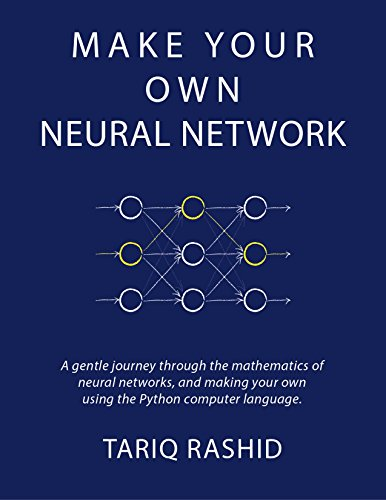 MAKE YOUR
OWN
NEURAL NETWORK
A gentle journey through the mathematics of
neural networks, and making your own
using the Python computer language.
TARIQ RASHID